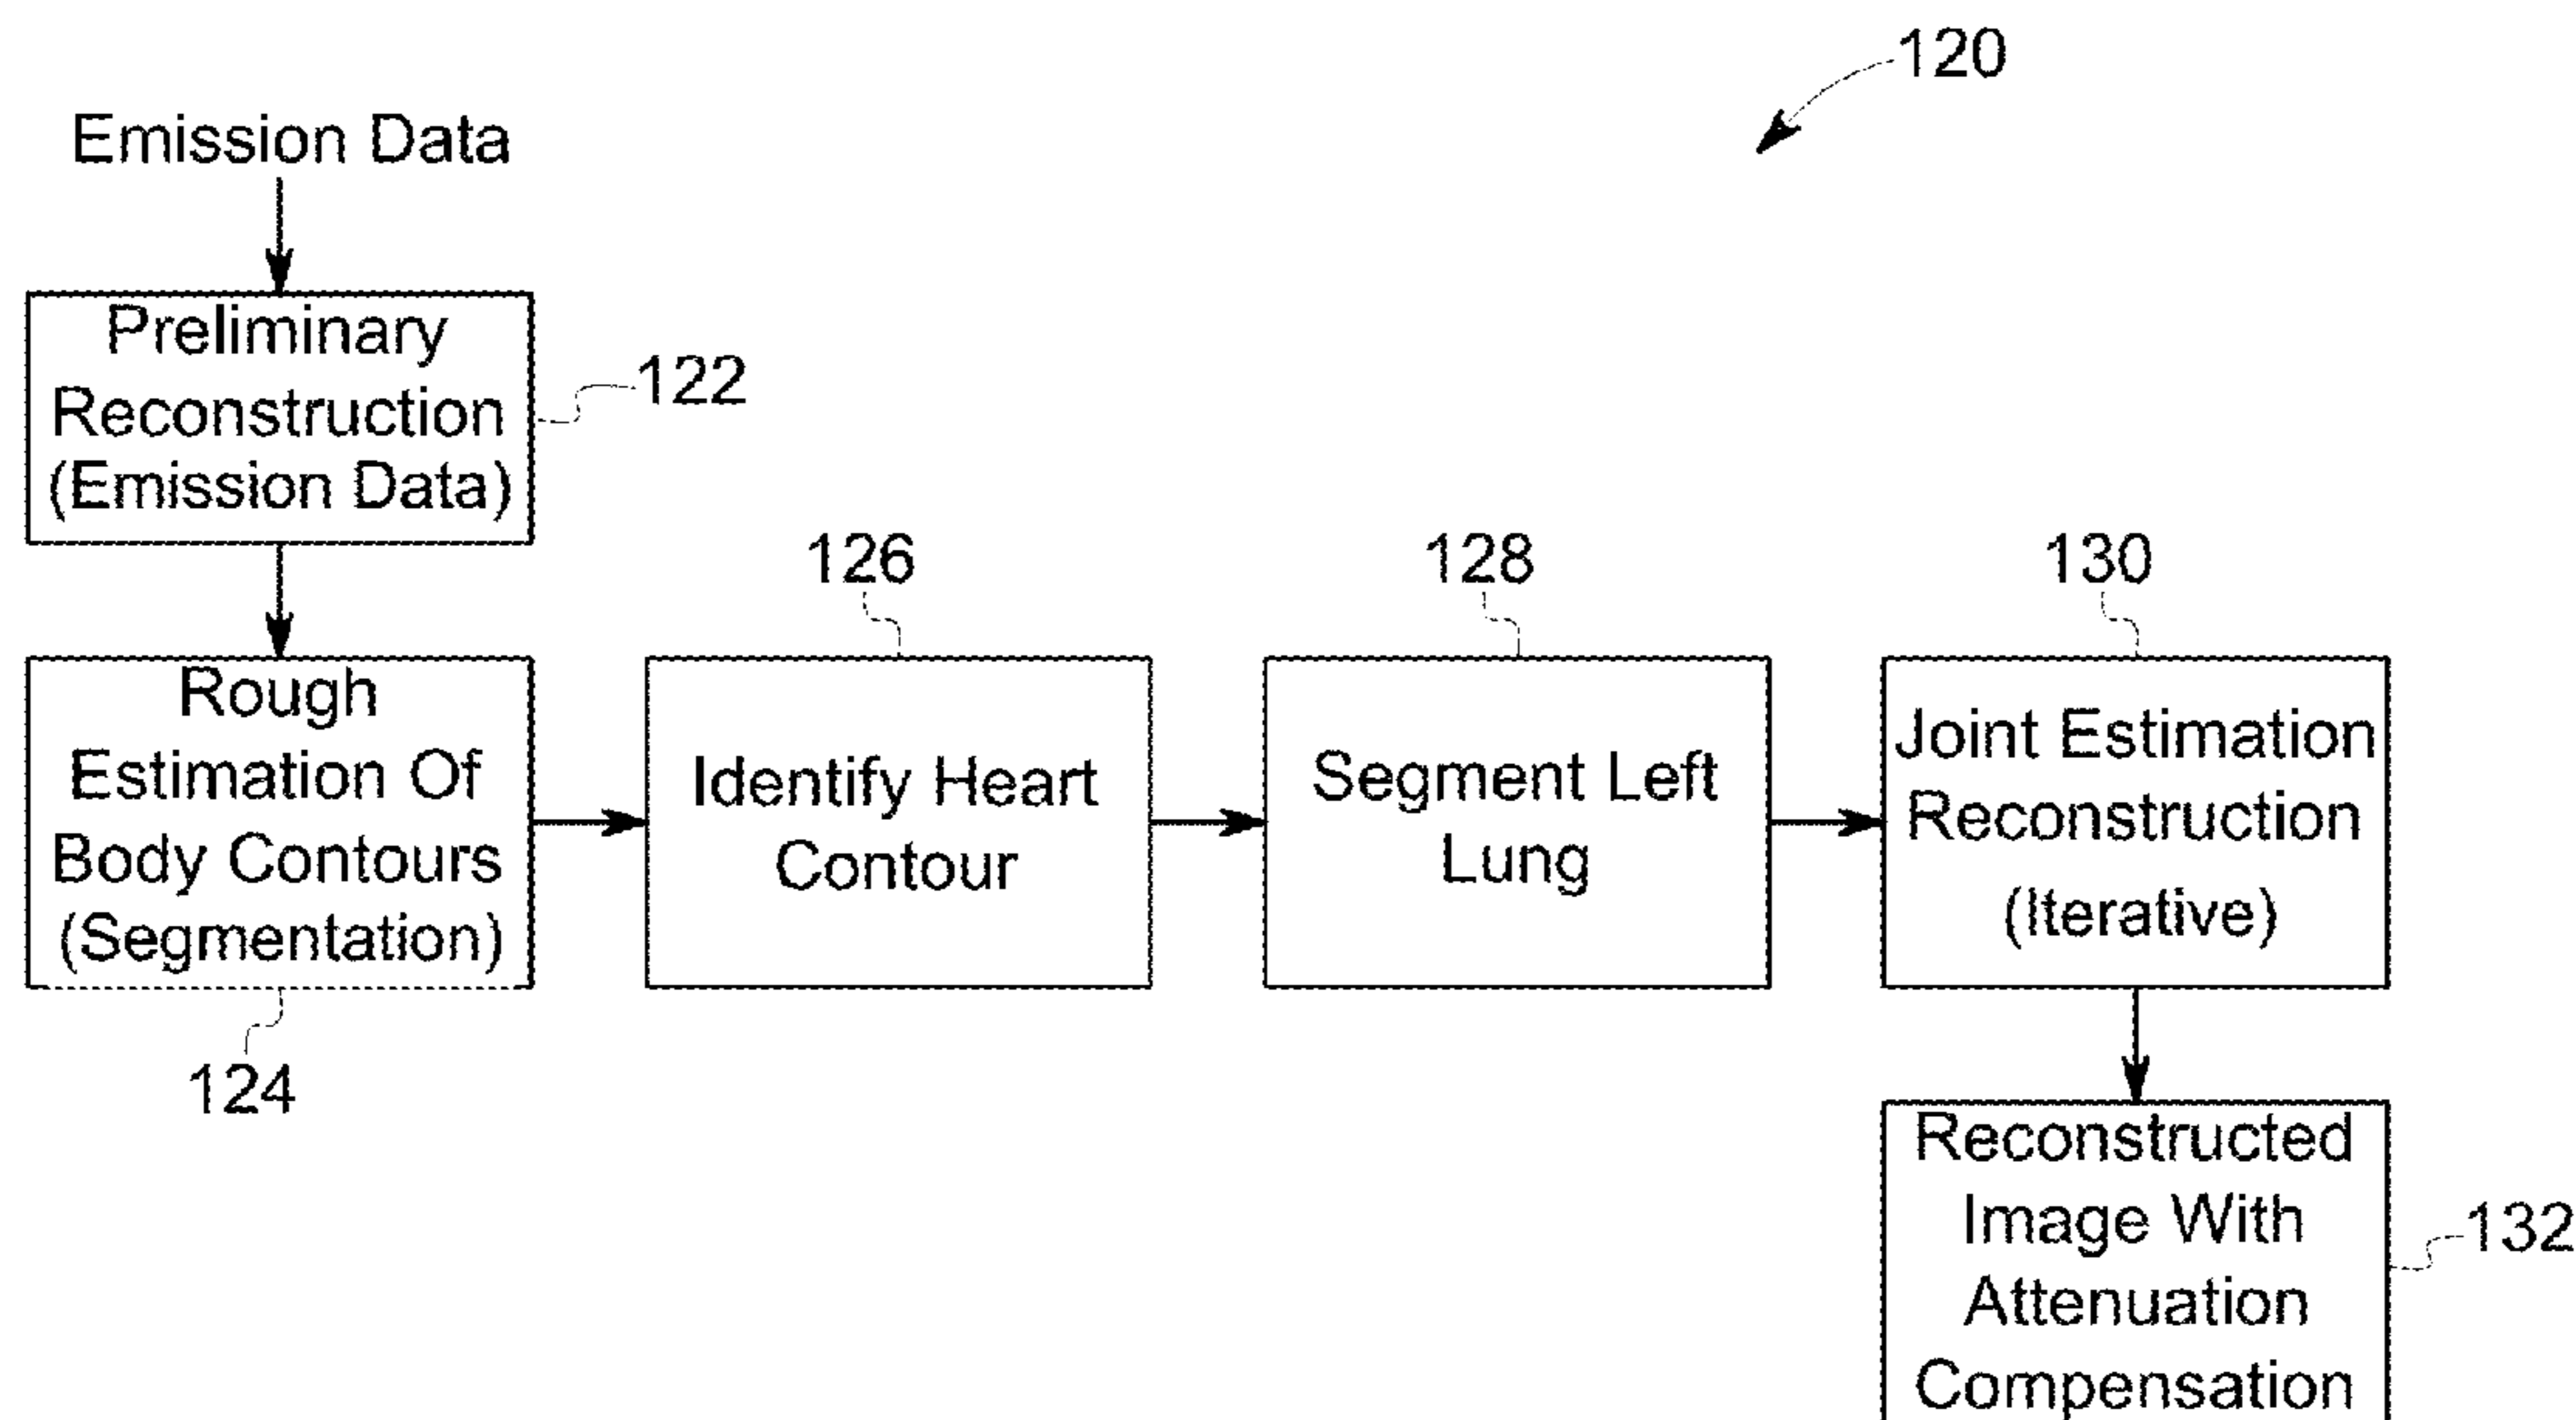 120
Emission Data
Preliminary
Reconstruction
(Emission Data)
122
Rough
Estimation Of
Body Contours
(Segmentation)
124
126
Identify Heart
Contour
128
Segment Left
Lung
130
Joint Estimation
Reconstruction
(Iterative)
Reconstructed
Image With
Attenuation
Compensation
132